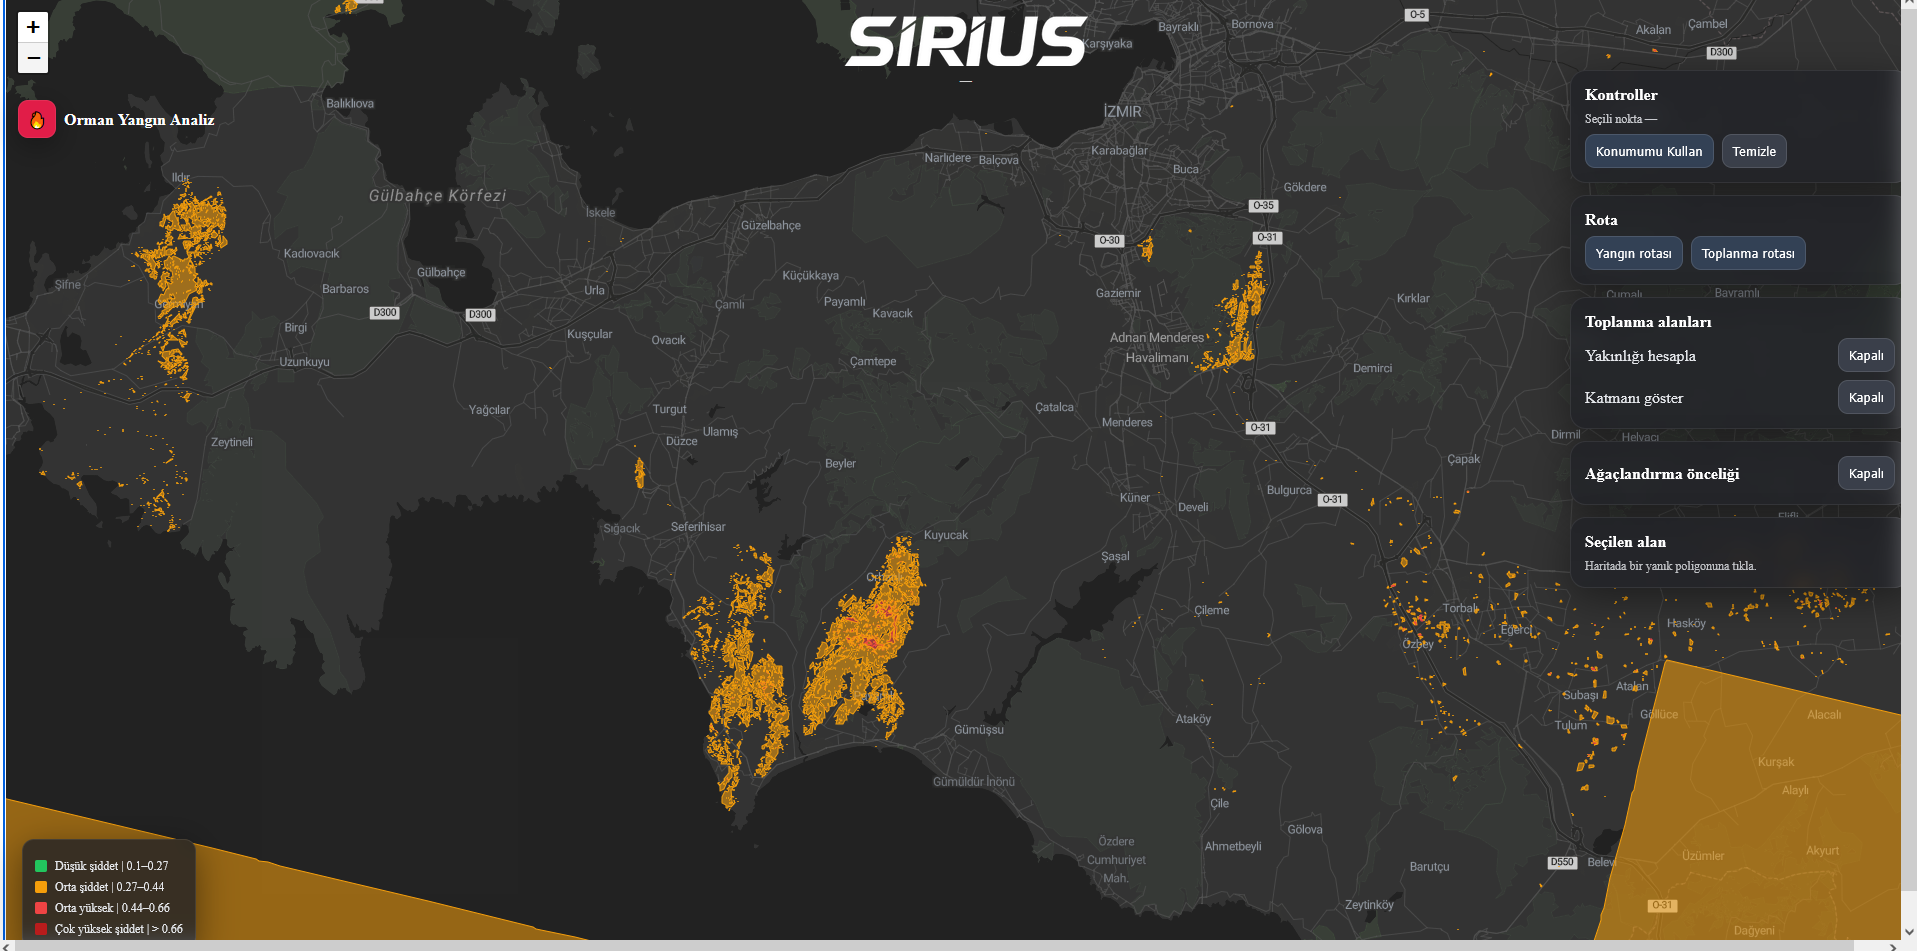 +
−
SİRİUS
—
Orman Yangın Analiz
Kontroller
Seçili nokta —
Konumumu Kullan
Temizle
Rota
Yangın rotası
Toplanma rotası
Toplanma alanları
Yakınlığı hesapla
Kapalı
Katmanı göster
Kapalı
Ağaçlandırma önceliği
Kapalı
Seçilen alan
Haritada bir yanık poligonuna tıkla.
Düşük şiddet | 0.1–0.27
Orta şiddet | 0.27–0.44
Orta yüksek | 0.44–0.66
Çok yüksek şiddet | > 0.66
O-5
Bayraklı
Bornova
Akalan
Çambel
D300
Karşıyaka
Balıklıova
İZMİR
Karabağlar
Narlıdere
Balçova
Buca
Gökdere
Ildır
Gülbahçe Körfezi
İskele
Güzelbahçe
O-35
O-31
O-30
Kadıovacık
Şifne
Gülbahçe
Barbaros
Urla
Küçükkaya
Payamlı
Çamlı
Kavacık
Gaziemir
Kırklar
Cumalı
Bayramlı
D300
D300
Birgi
Kuşçular
Ovacık
Uzunkuyu
Çamtepe
Adnan Menderes
Havalimanı
Demirci
Yağcılar
Turgut
Ulamış
Düzce
Çatalca
Menderes
O-31
Dirmil
Helvacı
Zeytineli
Beyler
Çapak
Bulgurca
O-31
Küner
Develi
Elifli
Sığacık
Seferihisar
Kuyucak
Şaşal
Çileme
Torbalı
Eğerci
Hasköy
Özbey
Atalan
Subaşı
Göllüce
Tulum
Alacalı
Ataköy
Gümüşsu
Gümüldür İnönü
Kurşak
Alaylı
Çile
Gölova
Özdere
Cumhuriyet
Mah.
Ahmetbeyli
Barutçu
D550
Belevi
Üzümler
Akyurt
Zeytinköy
O-31
Dağyeni